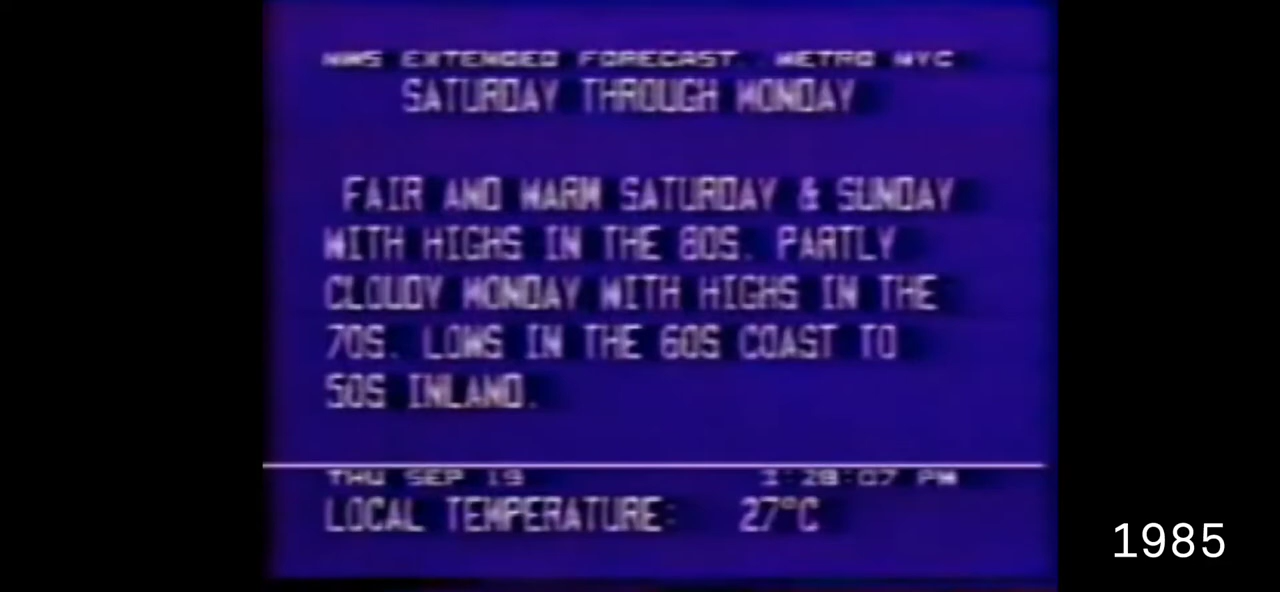 NWS EXTENDED FORECAST. METRO NYC
SATURDAY THROUGH MONDAY
FAIR AND WARM SATURDAY & SUNDAY
WITH HIGHS IN THE 80S. PARTLY
CLOUDY MONDAY WITH HIGHS IN THE
70S. LOWS IN THE 60S COAST TO
50S INLAND.
THU SEP 19 1:28:07 PM
LOCAL TEMPERATURE: 27°C
1985